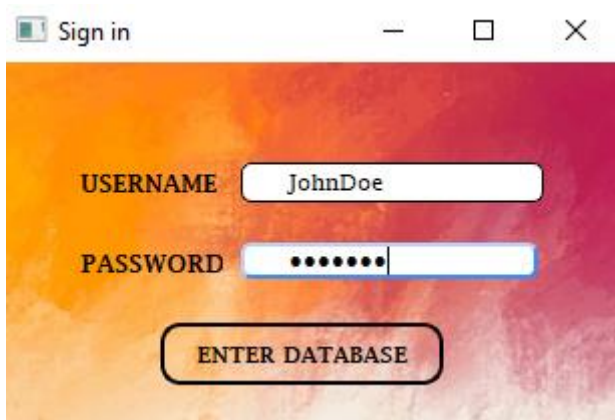 Sign in
USERNAME JohnDoe
PASSWORD •••••••
ENTER DATABASE